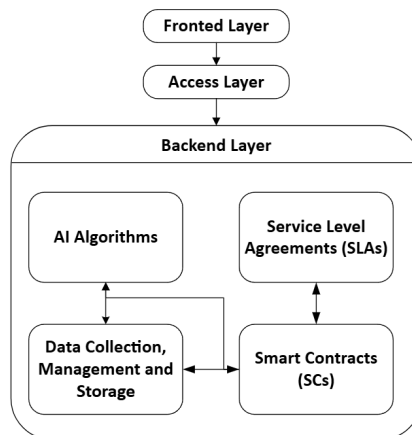 Fronted Layer
Access Layer
Backend Layer
AI Algorithms
Service Level
Agreements (SLAs)
Data Collection,
Management and
Storage
Smart Contracts
(SCs)